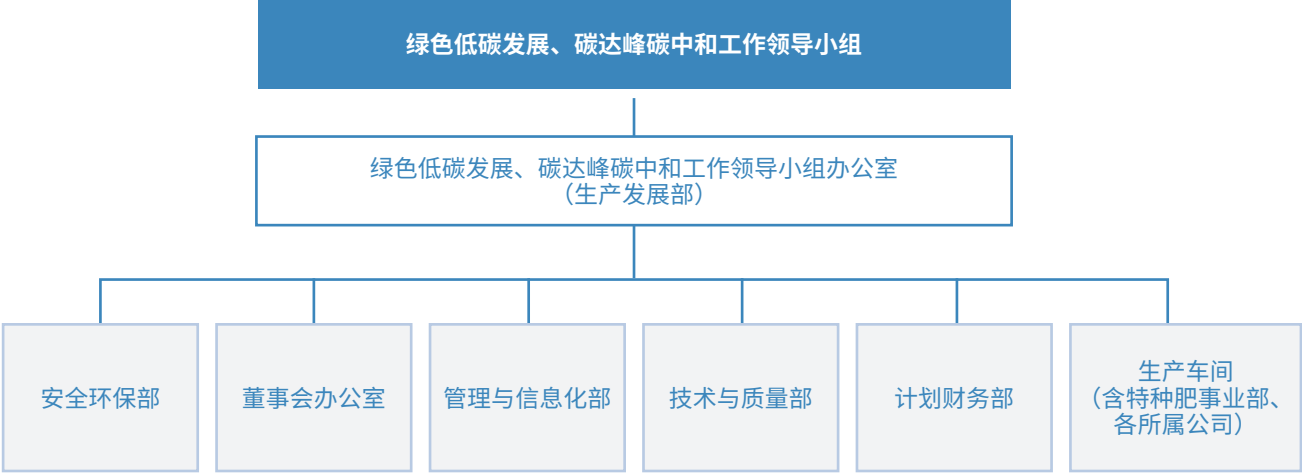 绿色低碳发展、碳达峰碳中和工作领导小组
绿色低碳发展、碳达峰碳中和工作领导小组办公室
（生产发展部）
安全环保部
董事会办公室
管理与信息化部
技术与质量部
计划财务部
生产车间
（含特种肥事业部、
各所属公司）